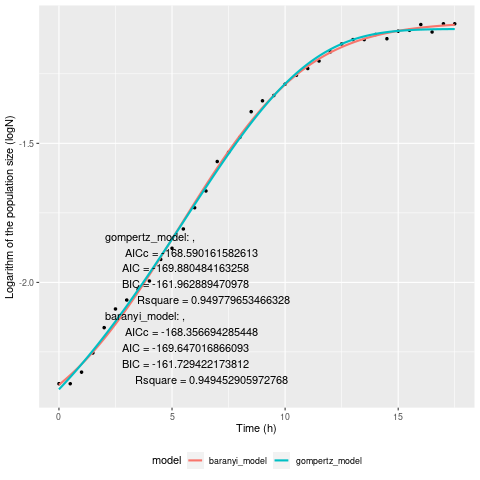 Logarithm of the population size (logN)
-1.5
-2.0
gompertz_model: ,
AICc = -168.590161582613
AIC = -169.880484163258
BIC = -161.962889470978
Rsquare = 0.949779653466328
baranyi_model: ,
AICc = -168.356694285448
AIC = -169.647016866093
BIC = -161.729422173812
Rsquare = 0.949452905972768
0 5 10 15
Time (h)
model baranyi_model gompertz_model